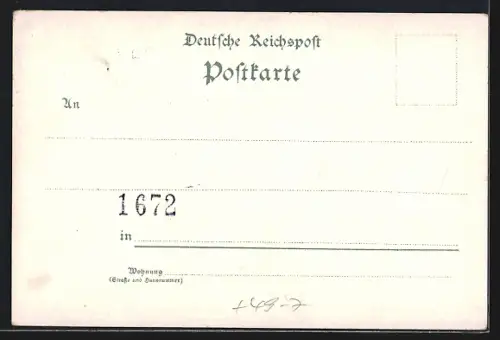 Deutsche Reichspost
Postkarte
An
1672
in
Wohnung
(Straße und Hausnummer)